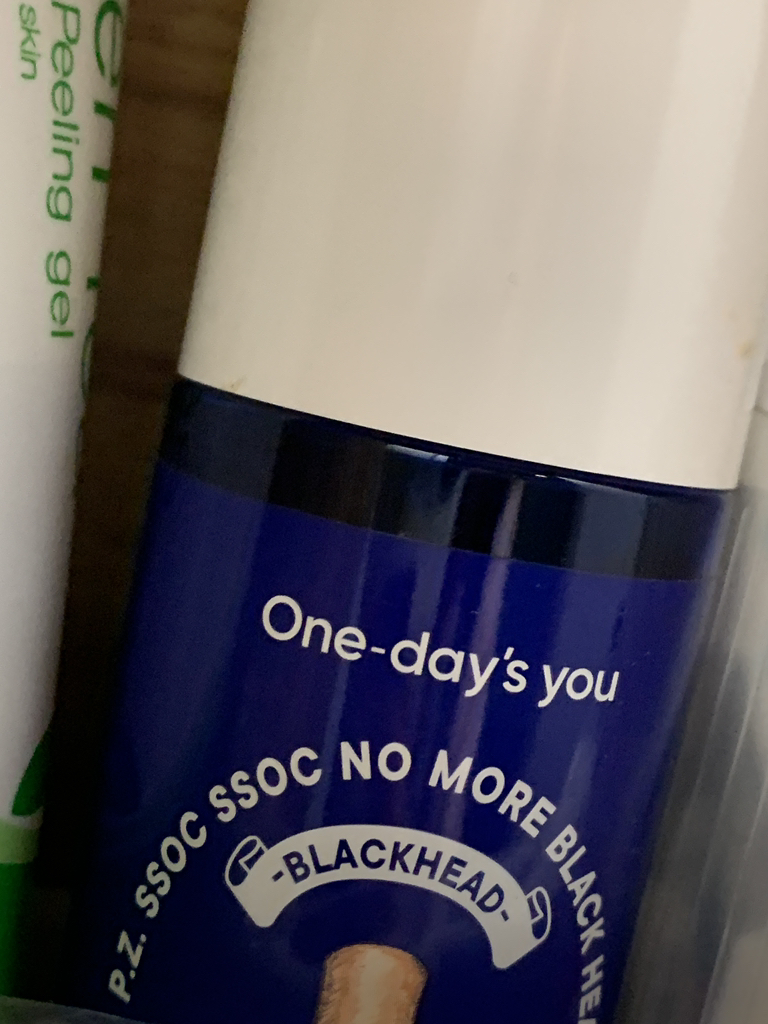 Peeling gel
skin
One-day's you
P.Z. SSOC SSOC NO MORE BLACK
-BLACKHEAD-